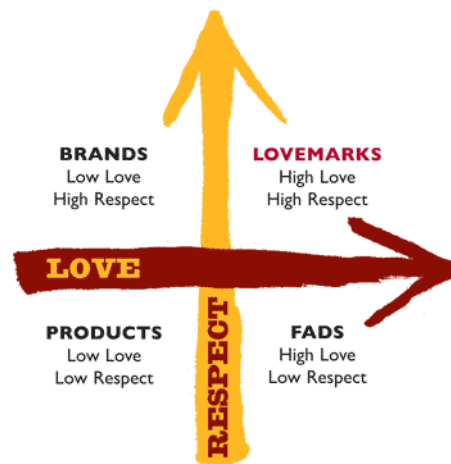 BRANDS
Low Love
High Respect
LOVEMARKS
High Love
High Respect
LOVE
RESPECT
PRODUCTS
Low Love
Low Respect
FADS
High Love
Low Respect